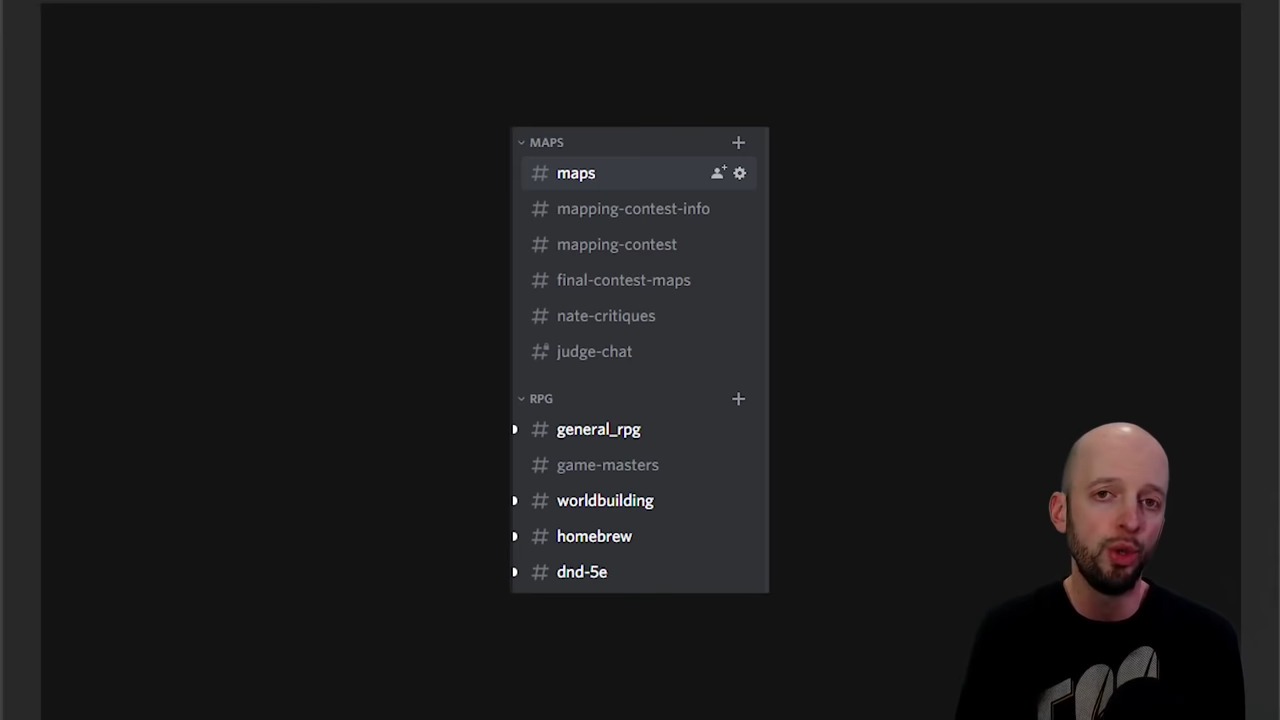 MAPS
# maps
# mapping-contest-info
# mapping-contest
# final-contest-maps
# nate-critiques
# judge-chat
RPG
# general_rpg
# game-masters
# worldbuilding
# homebrew
# dnd-5e